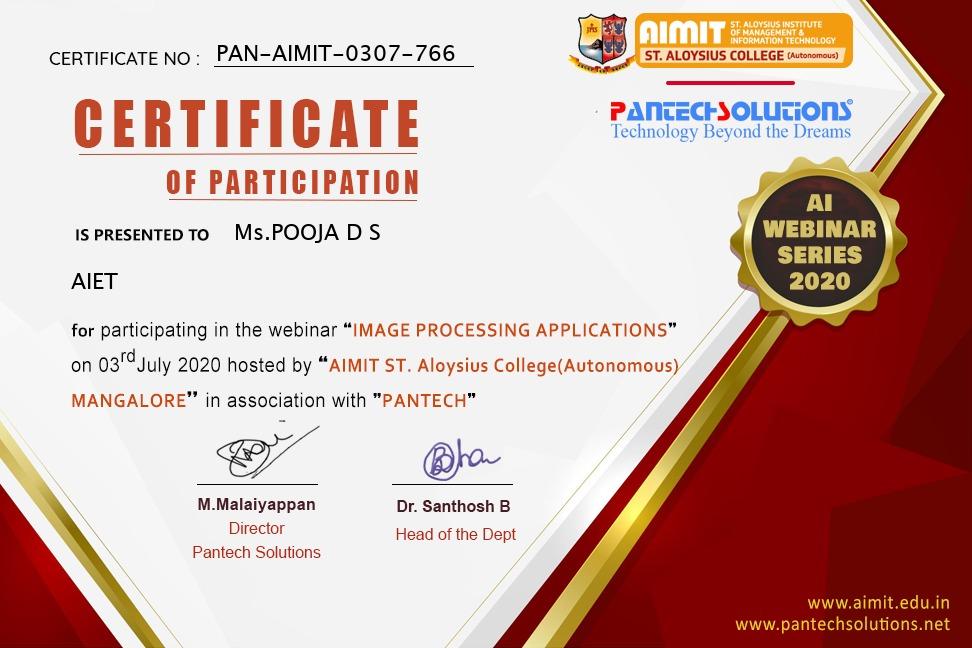 CERTIFICATE NO : PAN-AIMIT-0307-766
AIMIT
ST. ALOYSIUS INSTITUTE
OF MANAGEMENT &
INFORMATION TECHNOLOGY
ST. ALOYSIUS COLLEGE (Autonomous)
PANTECHSOLUTIONS
Technology Beyond the Dreams
CERTIFICATE
OF PARTICIPATION
IS PRESENTED TO Ms.POOJA D S
AIET
AI
WEBINAR
SERIES
2020
for participating in the webinar “IMAGE PROCESSING APPLICATIONS”
on 03rd July 2020 hosted by “AIMIT ST. Aloysius College(Autonomous)
MANGALORE” in association with ”PANTECH”
M.Malaiyappan
Director
Pantech Solutions
Dr. Santhosh B
Head of the Dept
www.aimit.edu.in
www.pantechsolutions.net